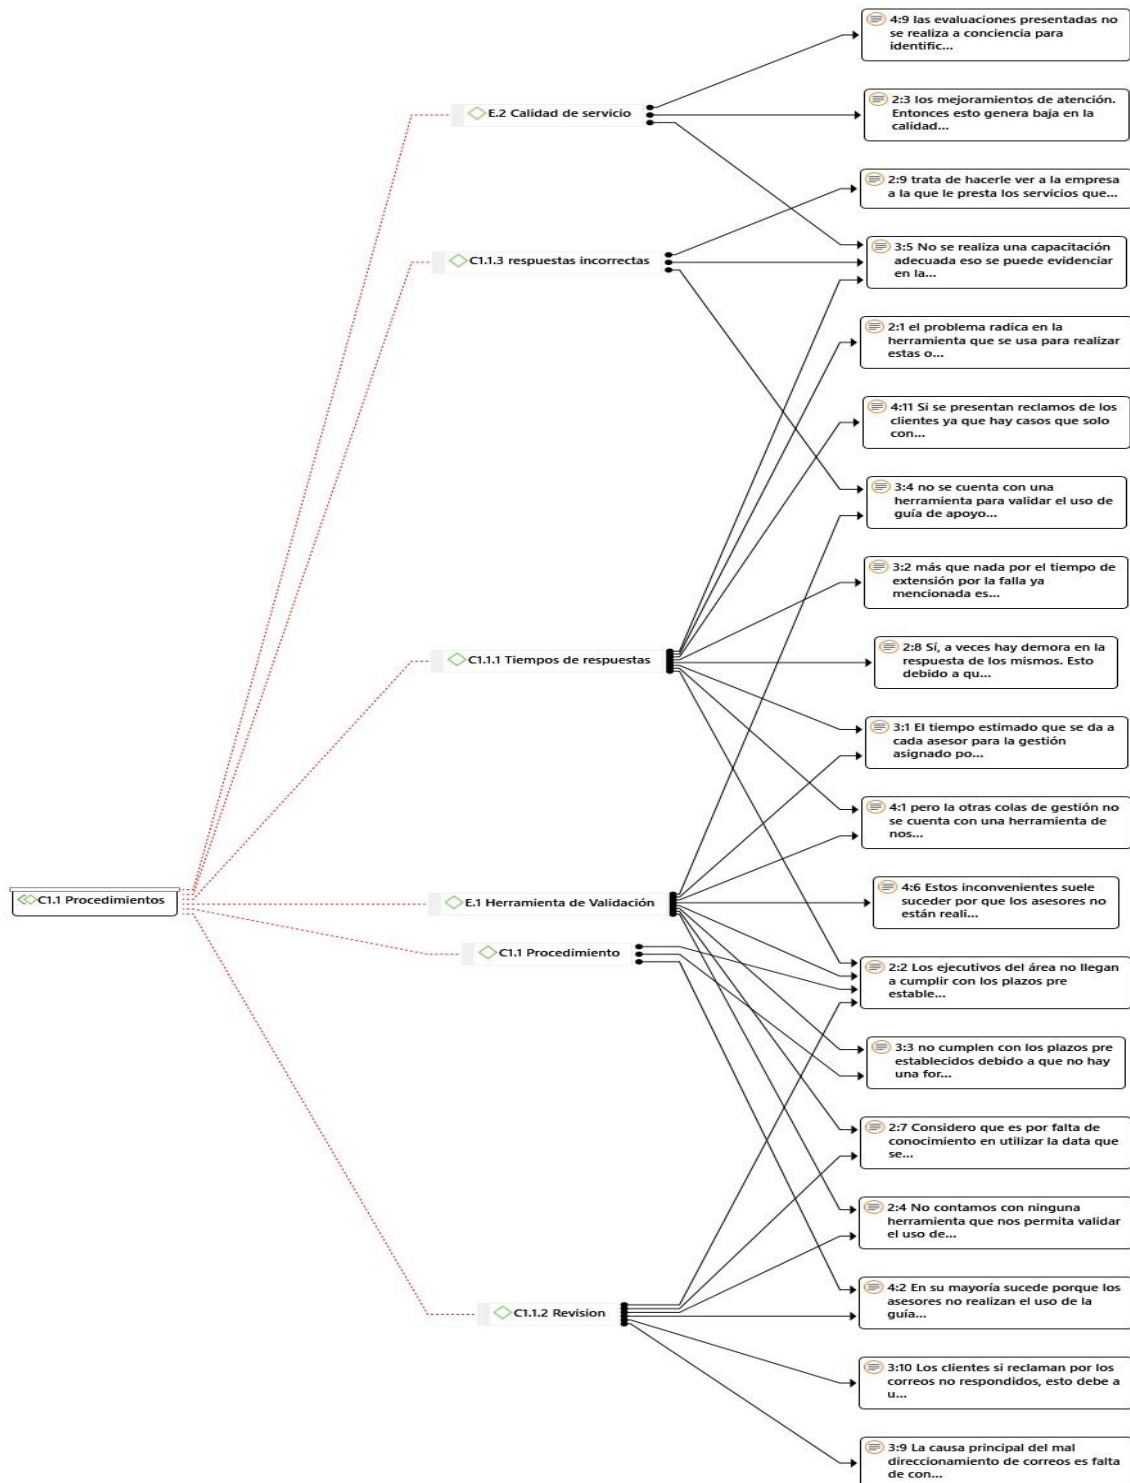 4:9 las evaluaciones presentadas no
se realiza a conciencia para
identific...
E.2 Calidad de servicio
2:3 los mejoramientos de atención.
Entonces esto genera baja en la
calidad...
2:9 trata de hacerle ver a la empresa
a la que le presta los servicios que...
C1.1.3 respuestas incorrectas
3:5 No se realiza una capacitación
adecuada eso se puede evidenciar
en la...
2:1 el problema radica en la
herramienta que se usa para realizar
estas o...
4:11 Si se presentan reclamos de los
clientes ya que hay casos que solo
con...
3:4 no se cuenta con una
herramienta para validar el uso de
guía de apoyo...
3:2 más que nada por el tiempo de
extensión por la falla ya
mencionada es...
C1.1.1 Tiempos de respuestas
2:8 Sí, a veces hay demora en la
respuesta de los mismos. Esto
debido a qu...
3:1 El tiempo estimado que se da a
cada asesor para la gestión
asignado po...
4:1 pero la otras colas de gestión no
se cuenta con una herramienta de
nos...
C1.1 Procedimientos
E.1 Herramienta de Validación
4:6 Estos inconvenientes suele
suceder por que los asesores no
están reali...
C1.1 Procedimiento
2:2 Los ejecutivos del área no llegan
a cumplir con los plazos pre
estable...
3:3 no cumplen con los plazos pre
establecidos debido a que no hay
una for...
2:7 Considero que es por falta de
conocimiento en utilizar la data que
se...
2:4 No contamos con ninguna
herramienta que nos permita validar
el uso de...
4:2 En su mayoría sucede porque los
asesores no realizan el uso de la
guía...
C1.1.2 Revision
3:10 Los clientes si reclaman por los
correos no respondidos, esto debe a
u...
3:9 La causa principal del mal
direccionamiento de correos es falta
de con...